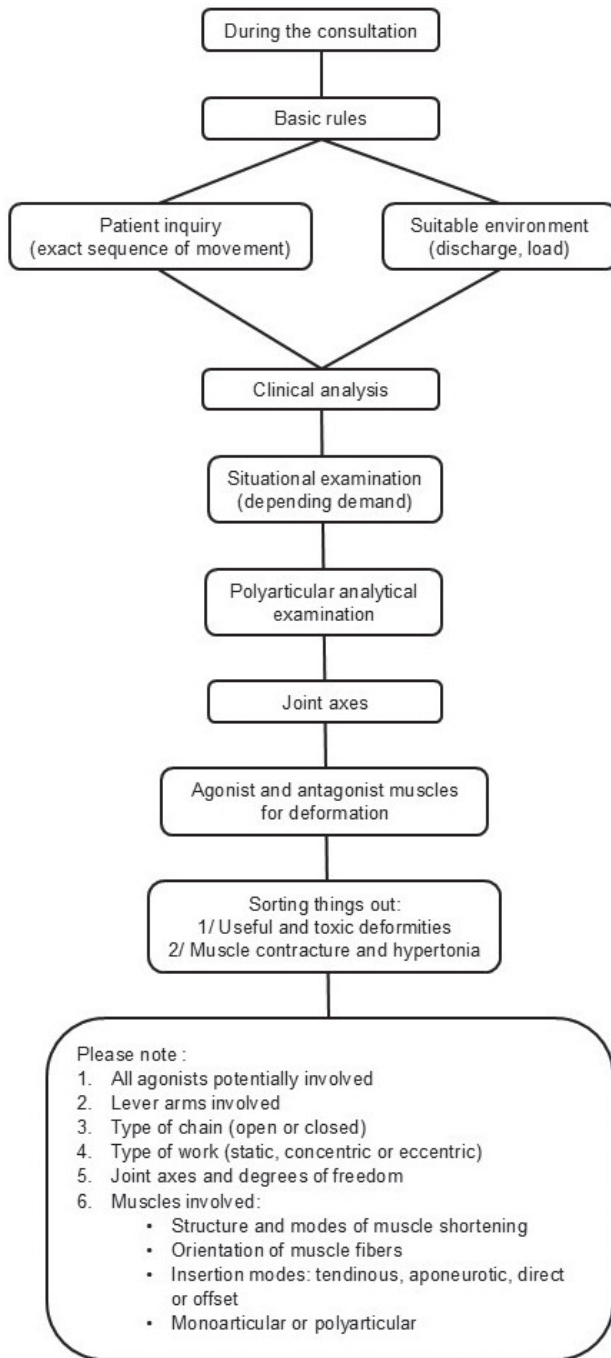 During the consultation
Basic rules
Patient inquiry
(exact sequence of movement)
Suitable environment
(discharge, load)
Clinical analysis
Situational examination
(depending demand)
Polyarticular analytical
examination
Joint axes
Agonist and antagonist muscles
for deformation
Sorting things out:
1/ Useful and toxic deformities
2/ Muscle contracture and hypertonia
Please note :
1. All agonists potentially involved
2. Lever arms involved
3. Type of chain (open or closed)
4. Type of work (static, concentric or eccentric)
5. Joint axes and degrees of freedom
6. Muscles involved:
• Structure and modes of muscle shortening
• Orientation of muscle fibers
• Insertion modes: tendinous, aponeurotic, direct
or offset
• Monoarticular or polyarticular